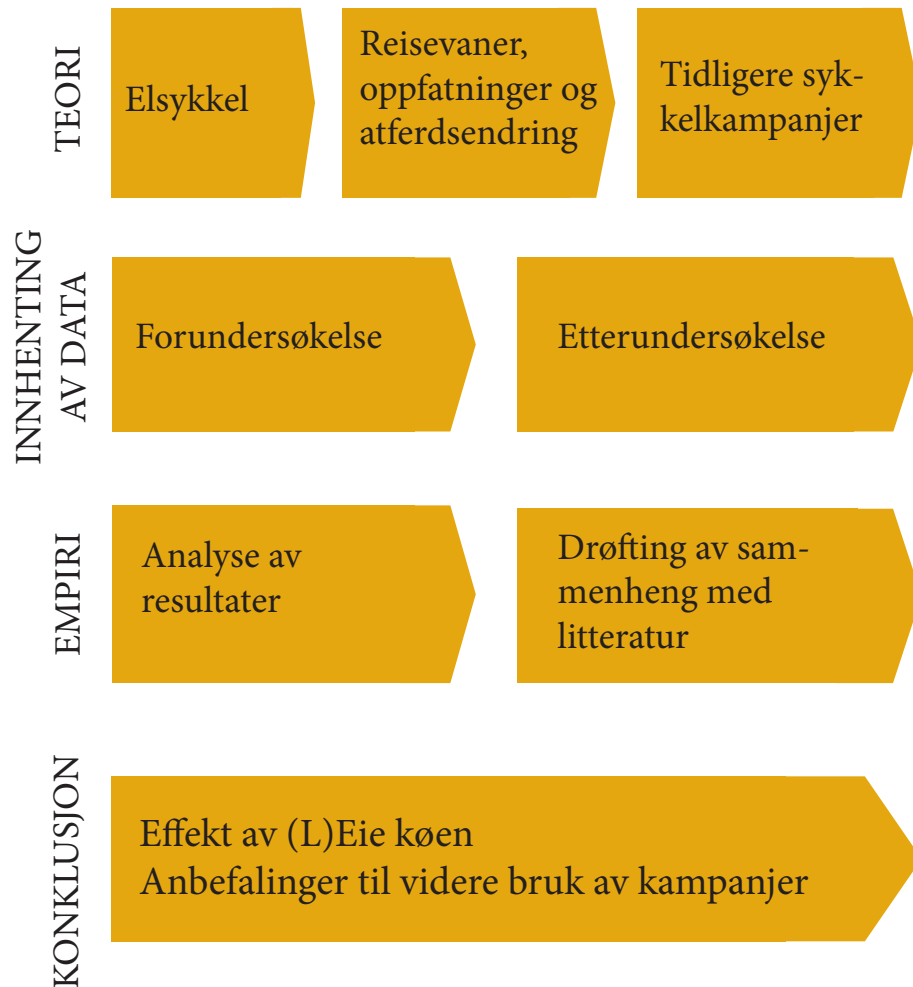 TEORI
Elsykkel
Reisevaner,
oppfatninger og
atferdsendring
Tidligere syk-
kelkampanjer
INNHENTING
AV DATA
Forundersøkelse
Etterundersøkelse
EMPIRI
Analyse av
resultater
Drøfting av sam-
menheng med
litteratur
KONKLUSJON
Effekt av (L)Eie køen
Anbefalinger til videre bruk av kampanjer